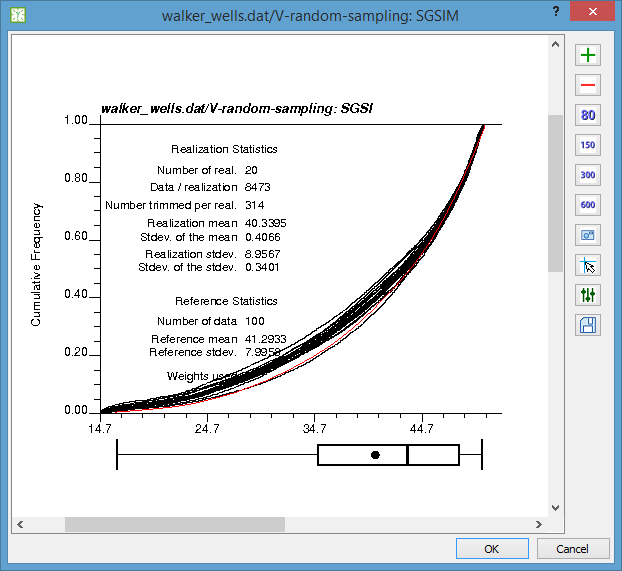 walker_wells.dat/V-random-sampling: SGSIM
?
walker_wells.dat/V-random-sampling: SGSI
Cumulative Frequency
1.00
0.80
0.60
0.40
0.20
0.00
14.7 24.7 34.7 44.7
Realization Statistics
Number of real. 20
Data / realization 8473
Number trimmed per real. 314
Realization mean 40.3395
Stdev. of the mean 0.4066
Realization stdev. 8.9567
Stdev. of the stdev. 0.3401
Reference Statistics
Number of data 100
Reference mean 41.2933
Reference stdev. 7.9958
Weights used
80
150
300
600
OK Cancel